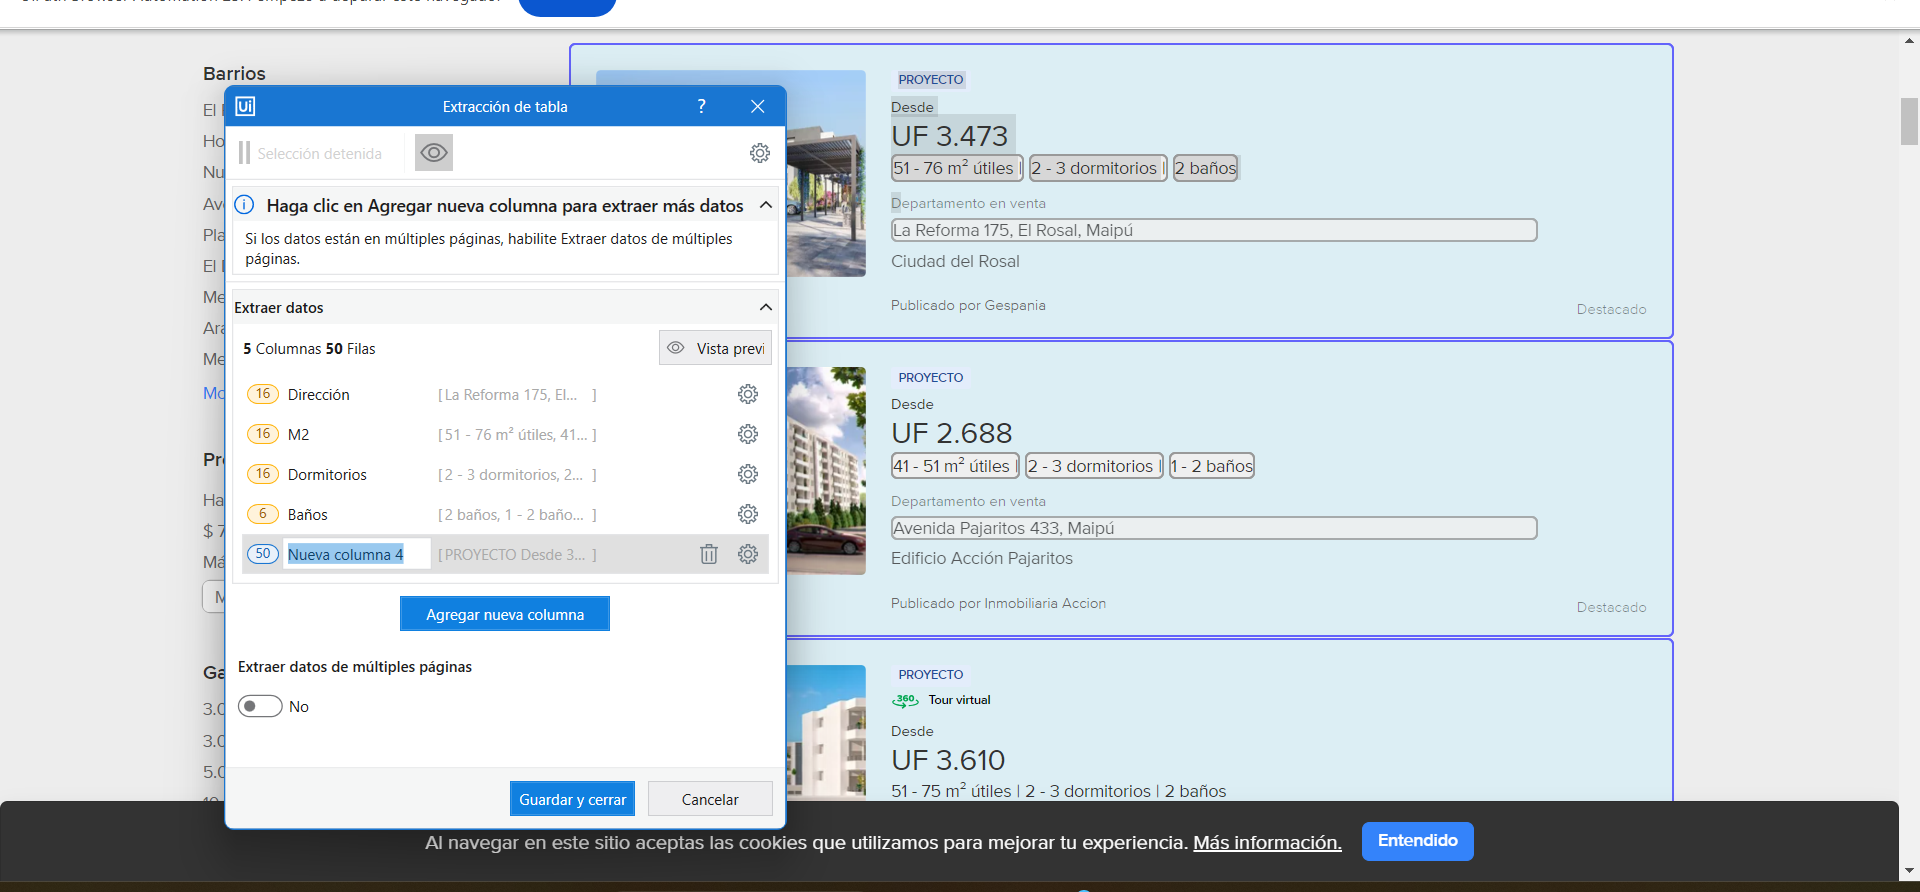 Barrios
El
Ho
Nu
Av
Pla
El
Me
Ara
Me
Mo
Pr
Ha
$ 7
Má
M
Ga
3.0
3.0
5.0
Ui
Extracción de tabla
?
Selección detenida
Haga clic en Agregar nueva columna para extraer más datos
Si los datos están en múltiples páginas, habilite Extraer datos de múltiples
páginas.
Extraer datos
5 Columnas 50 Filas
Vista previ
16 Dirección [ La Reforma 175, El... ]
16 M2 [ 51 - 76 m² útiles, 41... ]
16 Dormitorios [ 2 - 3 dormitorios, 2... ]
6 Baños [ 2 baños, 1 - 2 baño... ]
50 Nueva columna 4 [ PROYECTO Desde 3... ]
Agregar nueva columna
Extraer datos de múltiples páginas
No
Guardar y cerrar
Cancelar
PROYECTO
Desde
UF 3.473
51 - 76 m² útiles | 2 - 3 dormitorios | 2 baños
Departamento en venta
La Reforma 175, El Rosal, Maipú
Ciudad del Rosal
Publicado por Gespania
Destacado
PROYECTO
Desde
UF 2.688
41 - 51 m² útiles | 2 - 3 dormitorios | 1 - 2 baños
Departamento en venta
Avenida Pajaritos 433, Maipú
Edificio Acción Pajaritos
Publicado por Inmobiliaria Accion
Destacado
PROYECTO
360 Tour virtual
Desde
UF 3.610
51 - 75 m² útiles | 2 - 3 dormitorios | 2 baños
Al navegar en este sitio aceptas las cookies que utilizamos para mejorar tu experiencia. Más información.
Entendido